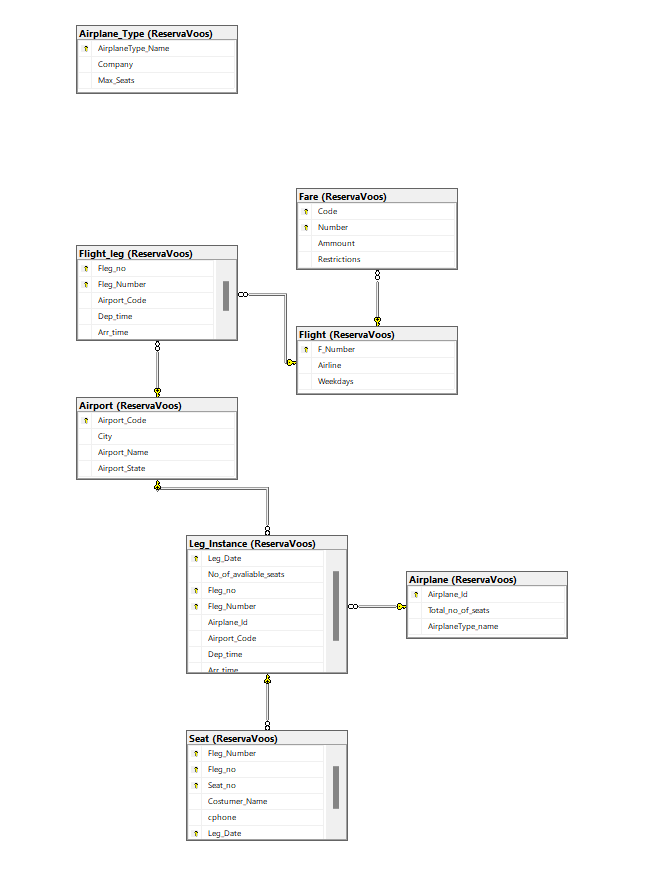 Airplane_Type (ReservaVoos)
AirplaneType_Name
Company
Max_Seats
Fare (ReservaVoos)
Code
Number
Ammount
Restrictions
Flight_leg (ReservaVoos)
Fleg_no
Fleg_Number
Airport_Code
Dep_time
Arr_time
Flight (ReservaVoos)
F_Number
Airline
Weekdays
Airport (ReservaVoos)
Airport_Code
City
Airport_Name
Airport_State
Leg_Instance (ReservaVoos)
Leg_Date
No_of_avaliable_seats
Fleg_no
Fleg_Number
Airplane_Id
Airport_Code
Dep_time
Arr_time
Airplane (ReservaVoos)
Airplane_Id
Total_no_of_seats
AirplaneType_name
Seat (ReservaVoos)
Fleg_Number
Fleg_no
Seat_no
Costumer_Name
cphone
Leg_Date